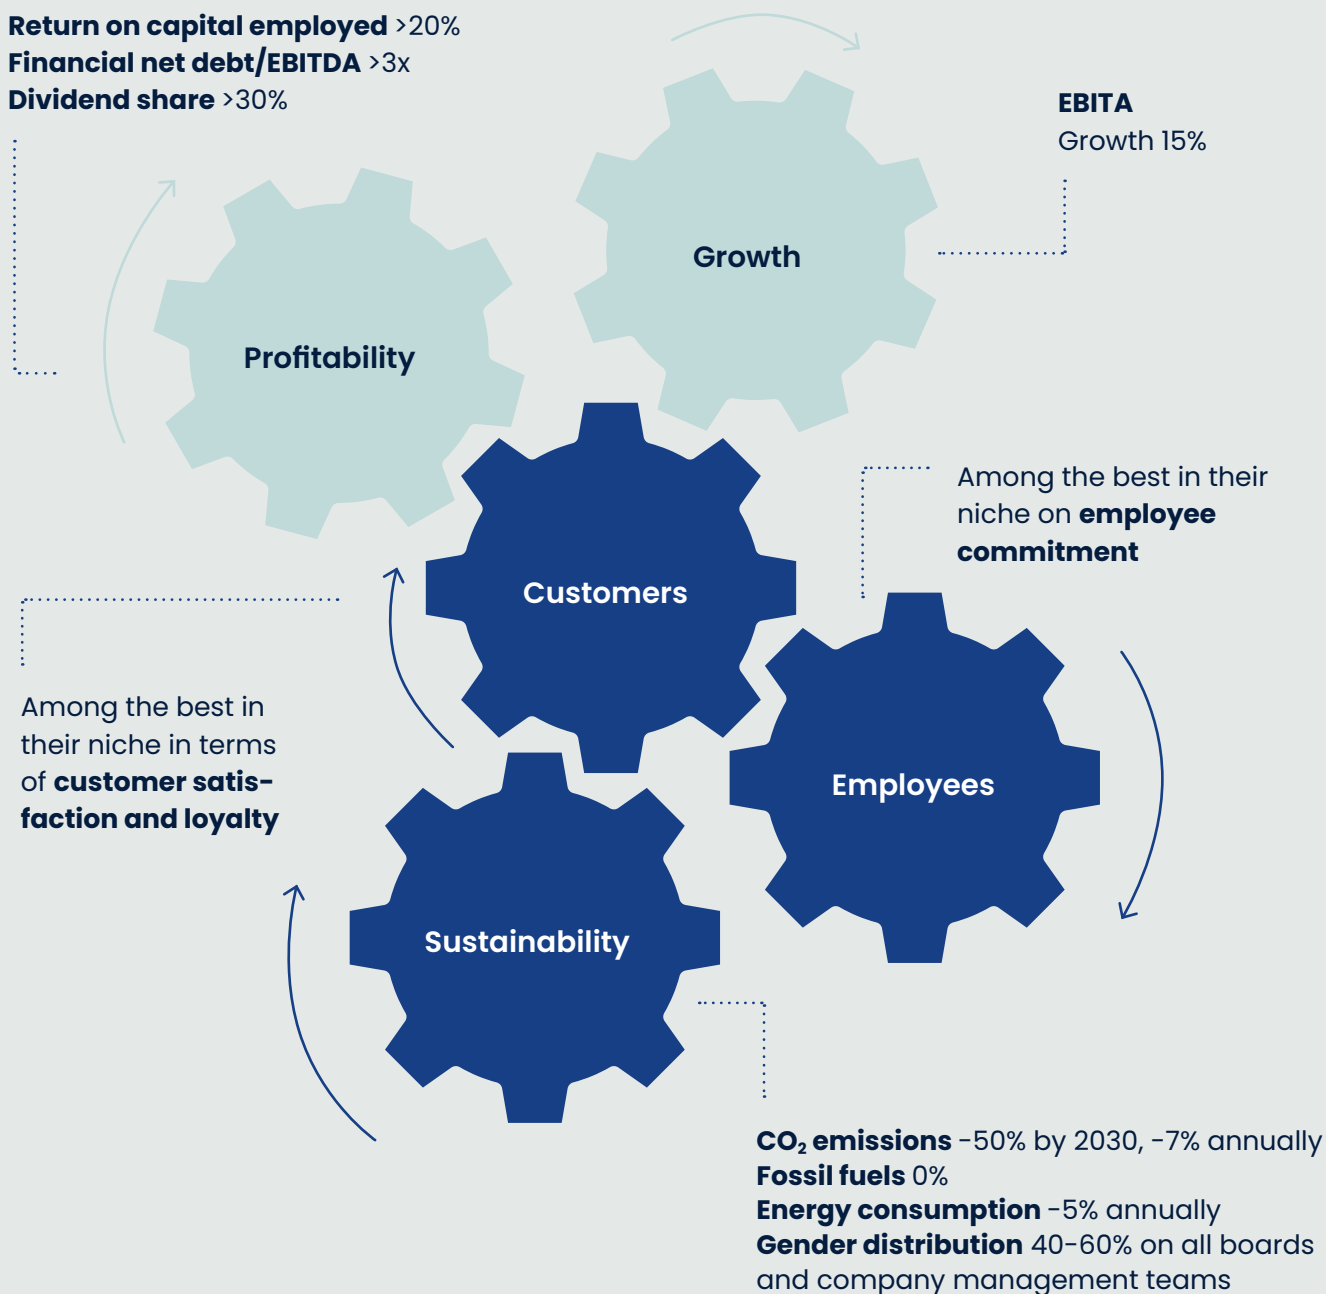 Return on capital employed >20%
Financial net debt/EBITDA >3x
Dividend share >30%
EBITA
Growth 15%
Growth
Profitability
Among the best in their
niche on employee
commitment
Customers
Among the best in
their niche in terms
of customer satis-
faction and loyalty
Employees
Sustainability
CO₂ emissions -50% by 2030, -7% annually
Fossil fuels 0%
Energy consumption -5% annually
Gender distribution 40-60% on all boards
and company management teams